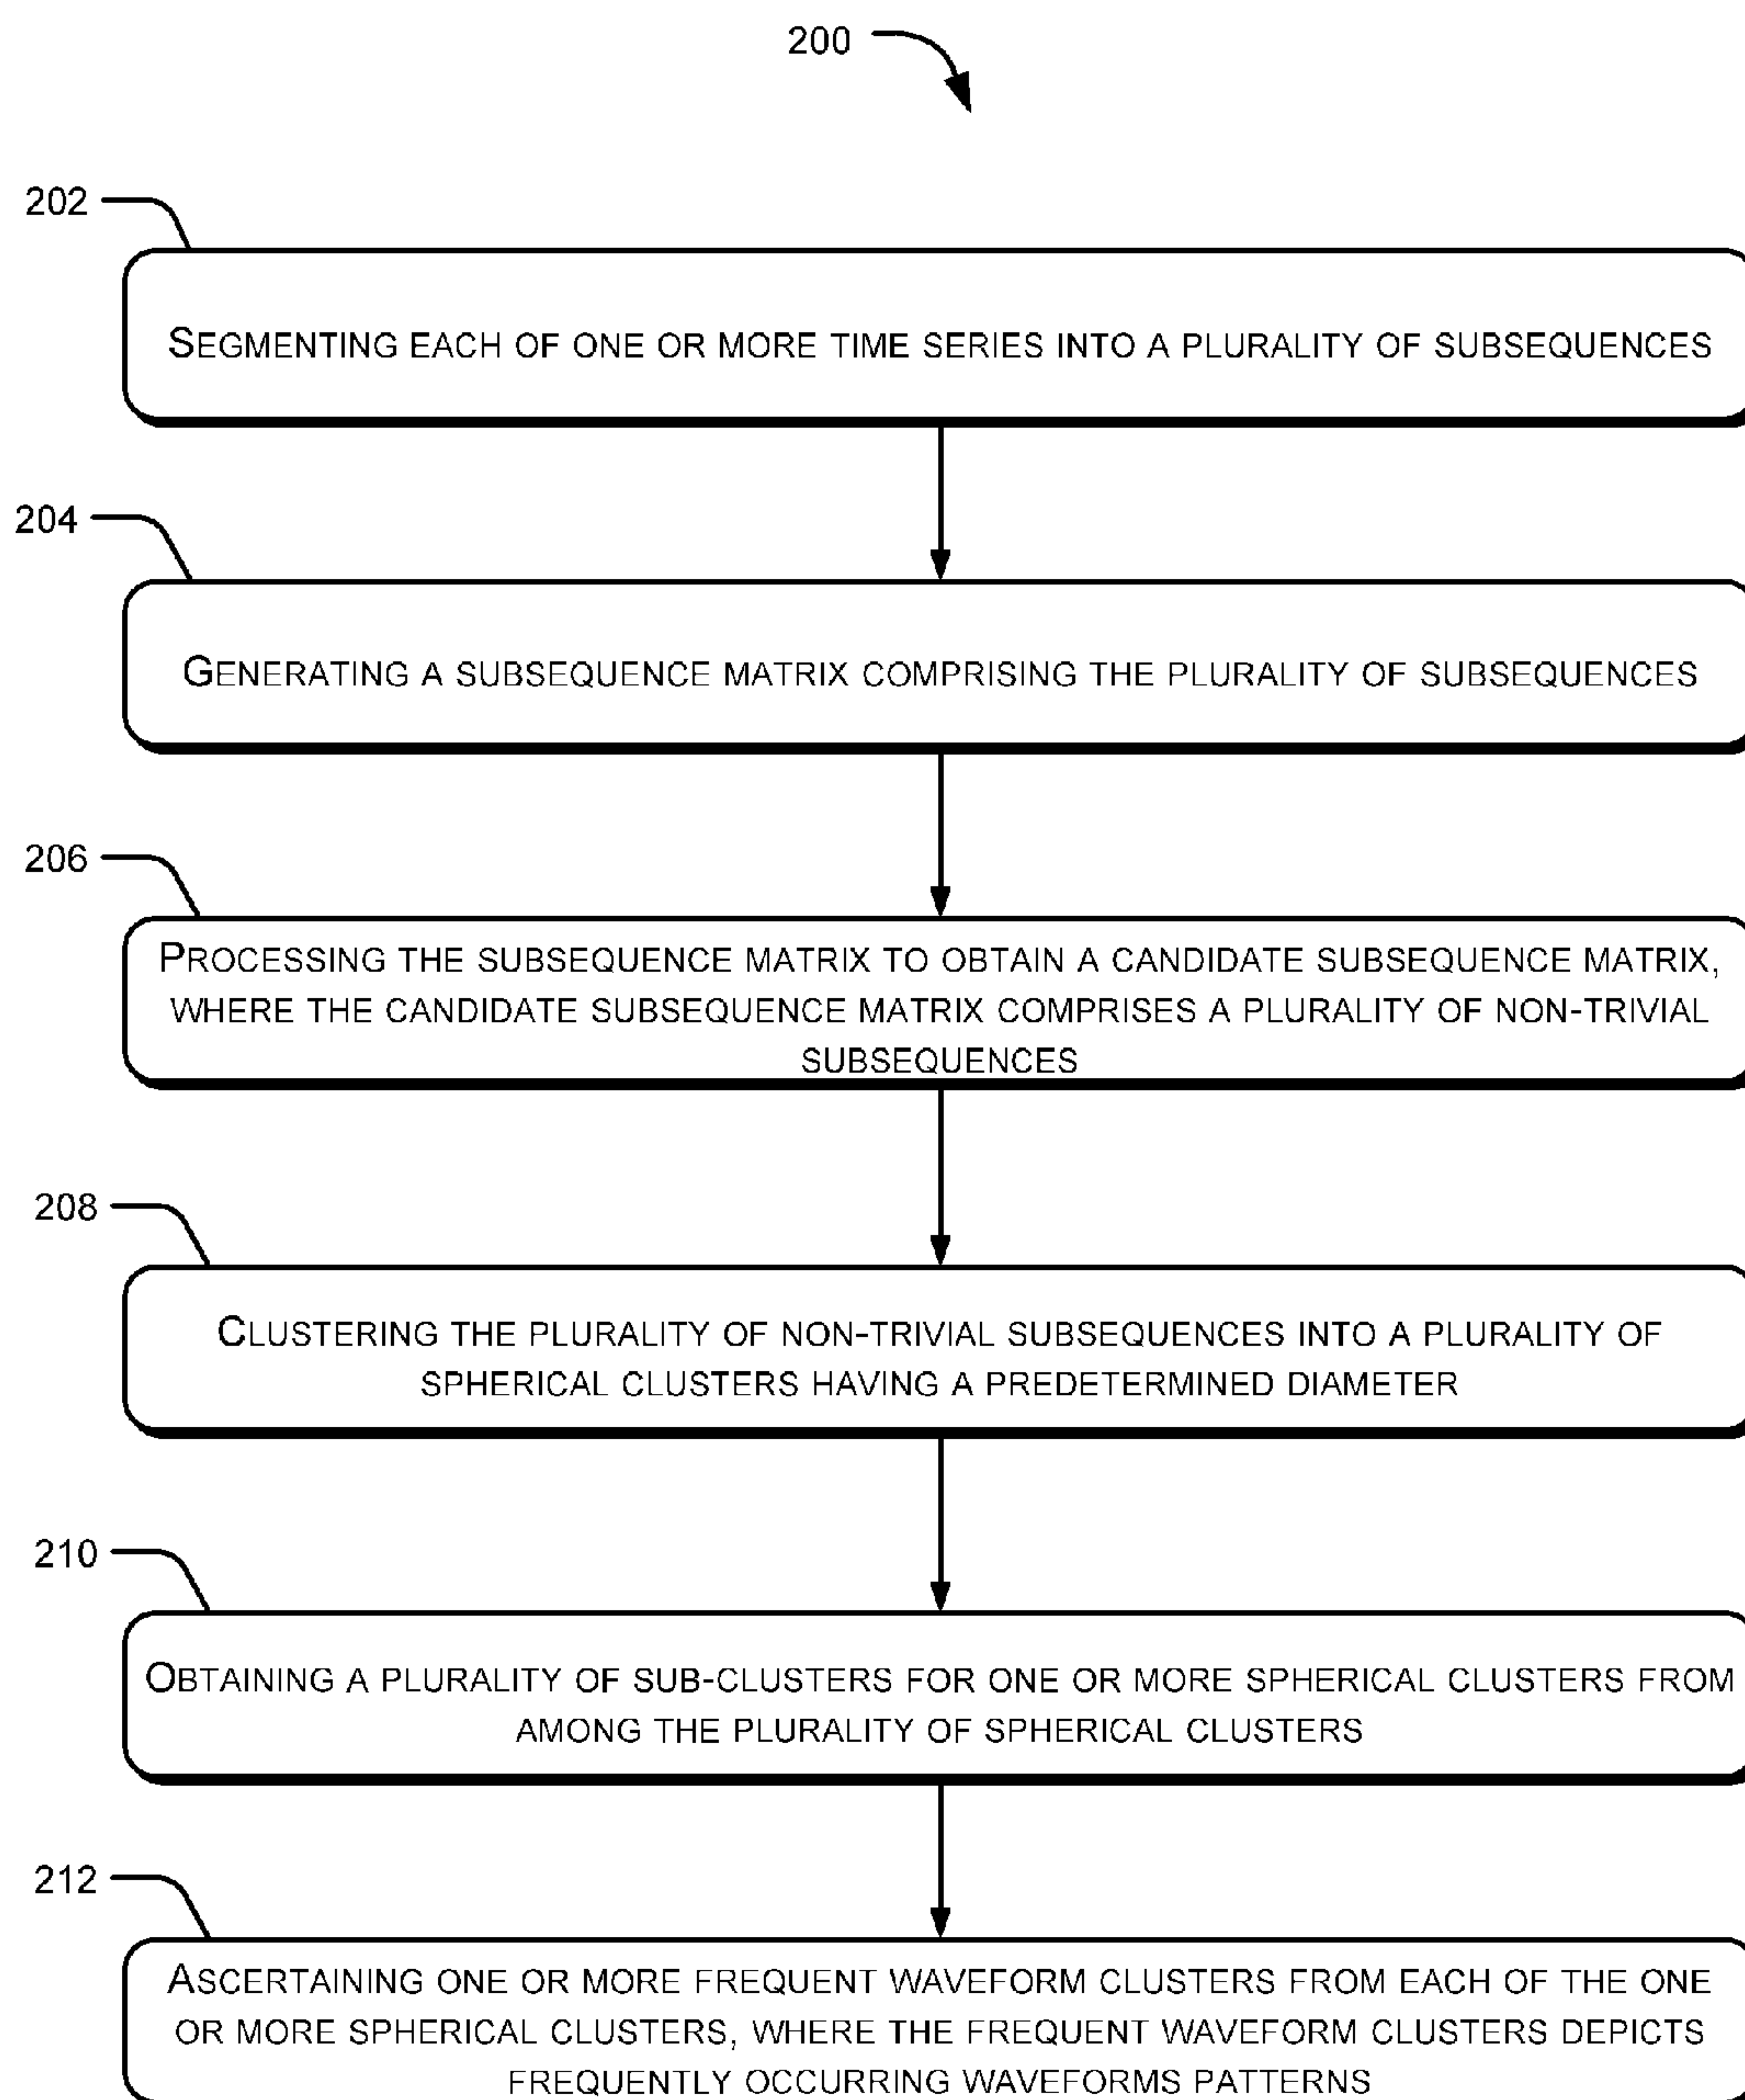 200
202
SEGMENTING EACH OF ONE OR MORE TIME SERIES INTO A PLURALITY OF SUBSEQUENCES
204
GENERATING A SUBSEQUENCE MATRIX COMPRISING THE PLURALITY OF SUBSEQUENCES
206
PROCESSING THE SUBSEQUENCE MATRIX TO OBTAIN A CANDIDATE SUBSEQUENCE MATRIX,
WHERE THE CANDIDATE SUBSEQUENCE MATRIX COMPRISES A PLURALITY OF NON-TRIVIAL
SUBSEQUENCES
208
CLUSTERING THE PLURALITY OF NON-TRIVIAL SUBSEQUENCES INTO A PLURALITY OF
SPHERICAL CLUSTERS HAVING A PREDETERMINED DIAMETER
210
OBTAINING A PLURALITY OF SUB-CLUSTERS FOR ONE OR MORE SPHERICAL CLUSTERS FROM
AMONG THE PLURALITY OF SPHERICAL CLUSTERS
212
ASCERTAINING ONE OR MORE FREQUENT WAVEFORM CLUSTERS FROM EACH OF THE ONE
OR MORE SPHERICAL CLUSTERS, WHERE THE FREQUENT WAVEFORM CLUSTERS DEPICTS
FREQUENTLY OCCURRING WAVEFORMS PATTERNS